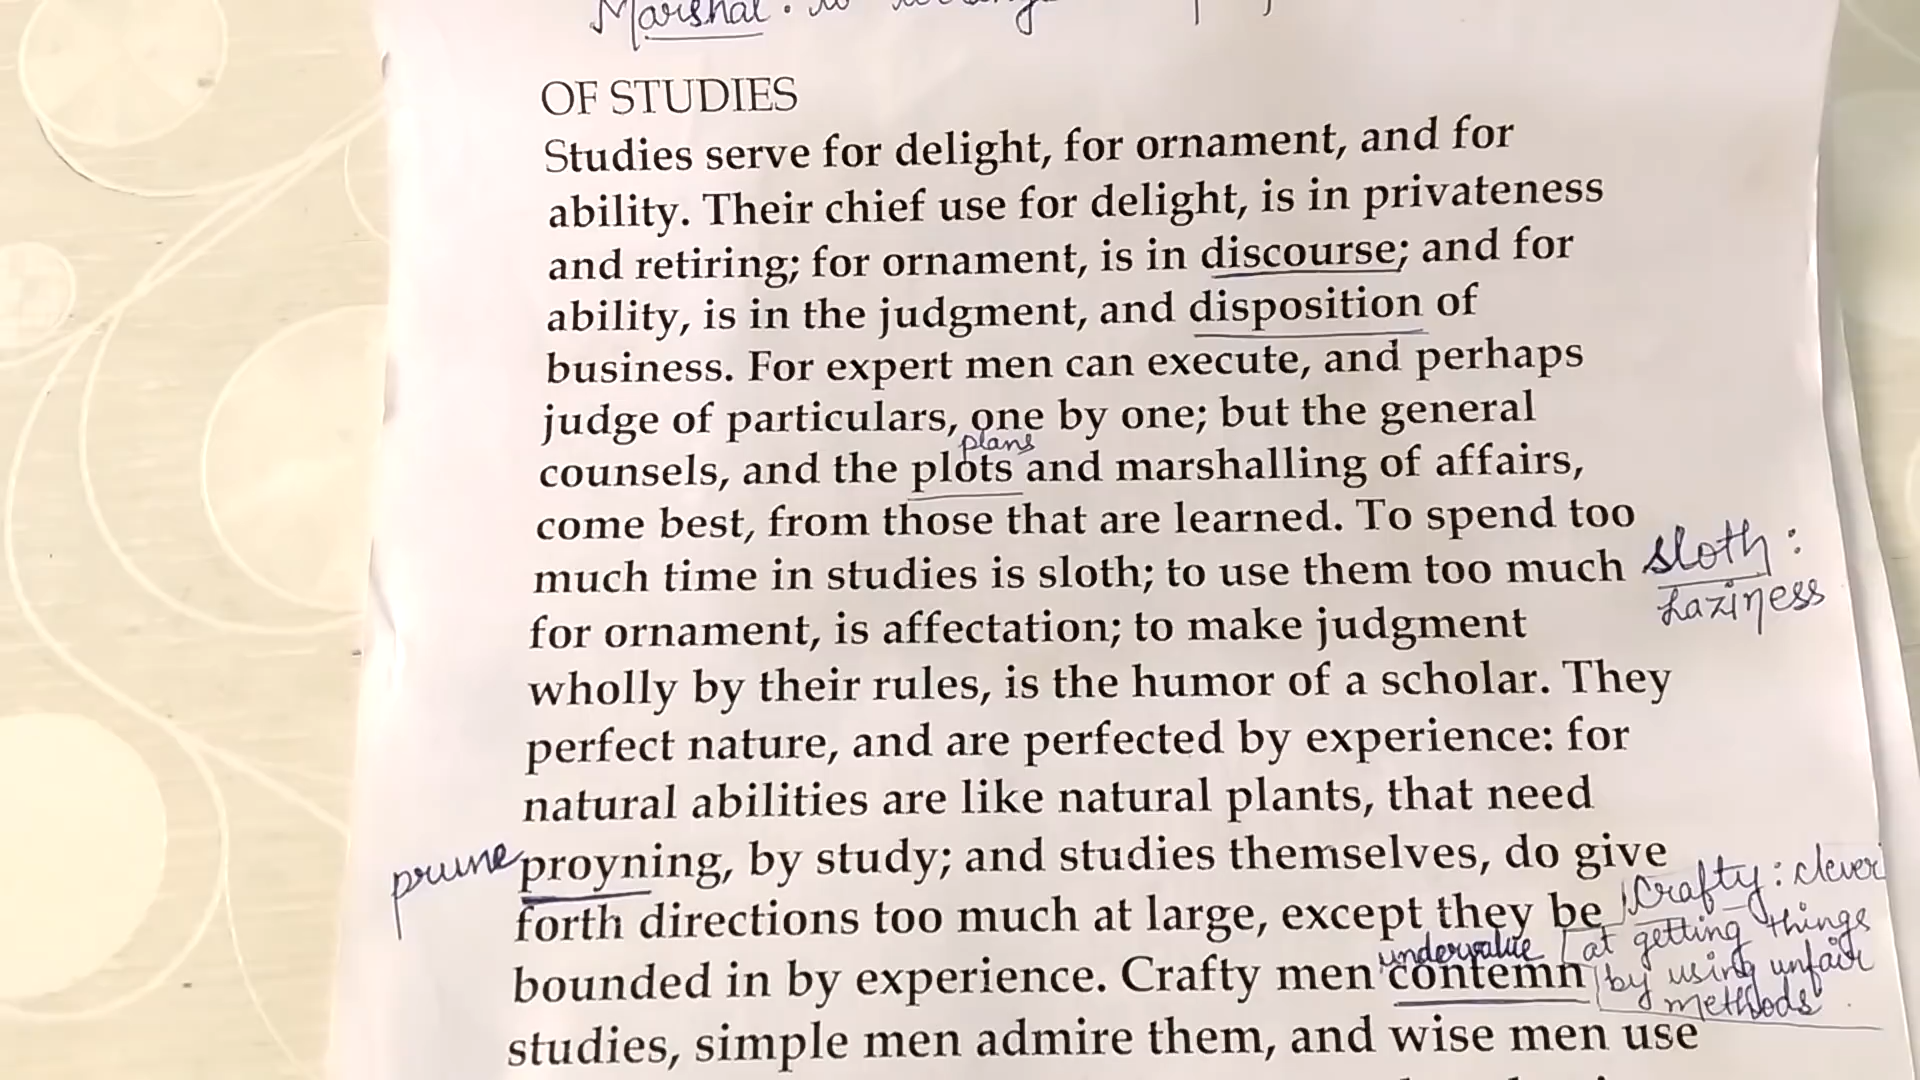 Marshal : to
OF STUDIES
Studies serve for delight, for ornament, and for
ability. Their chief use for delight, is in privateness
and retiring; for ornament, is in discourse; and for
ability, is in the judgment, and disposition of
business. For expert men can execute, and perhaps
judge of particulars, one by one; but the general
plans
counsels, and the plots and marshalling of affairs,
come best, from those that are learned. To spend too
much time in studies is sloth; to use them too much
sloth :
Laziness
for ornament, is affectation; to make judgment
wholly by their rules, is the humor of a scholar. They
perfect nature, and are perfected by experience: for
natural abilities are like natural plants, that need
prune
proyning, by study; and studies themselves, do give
forth directions too much at large, except they be
Crafty : clever
at getting things
by using unfair
methods
undervalue
bounded in by experience. Crafty men contemn
studies, simple men admire them, and wise men use